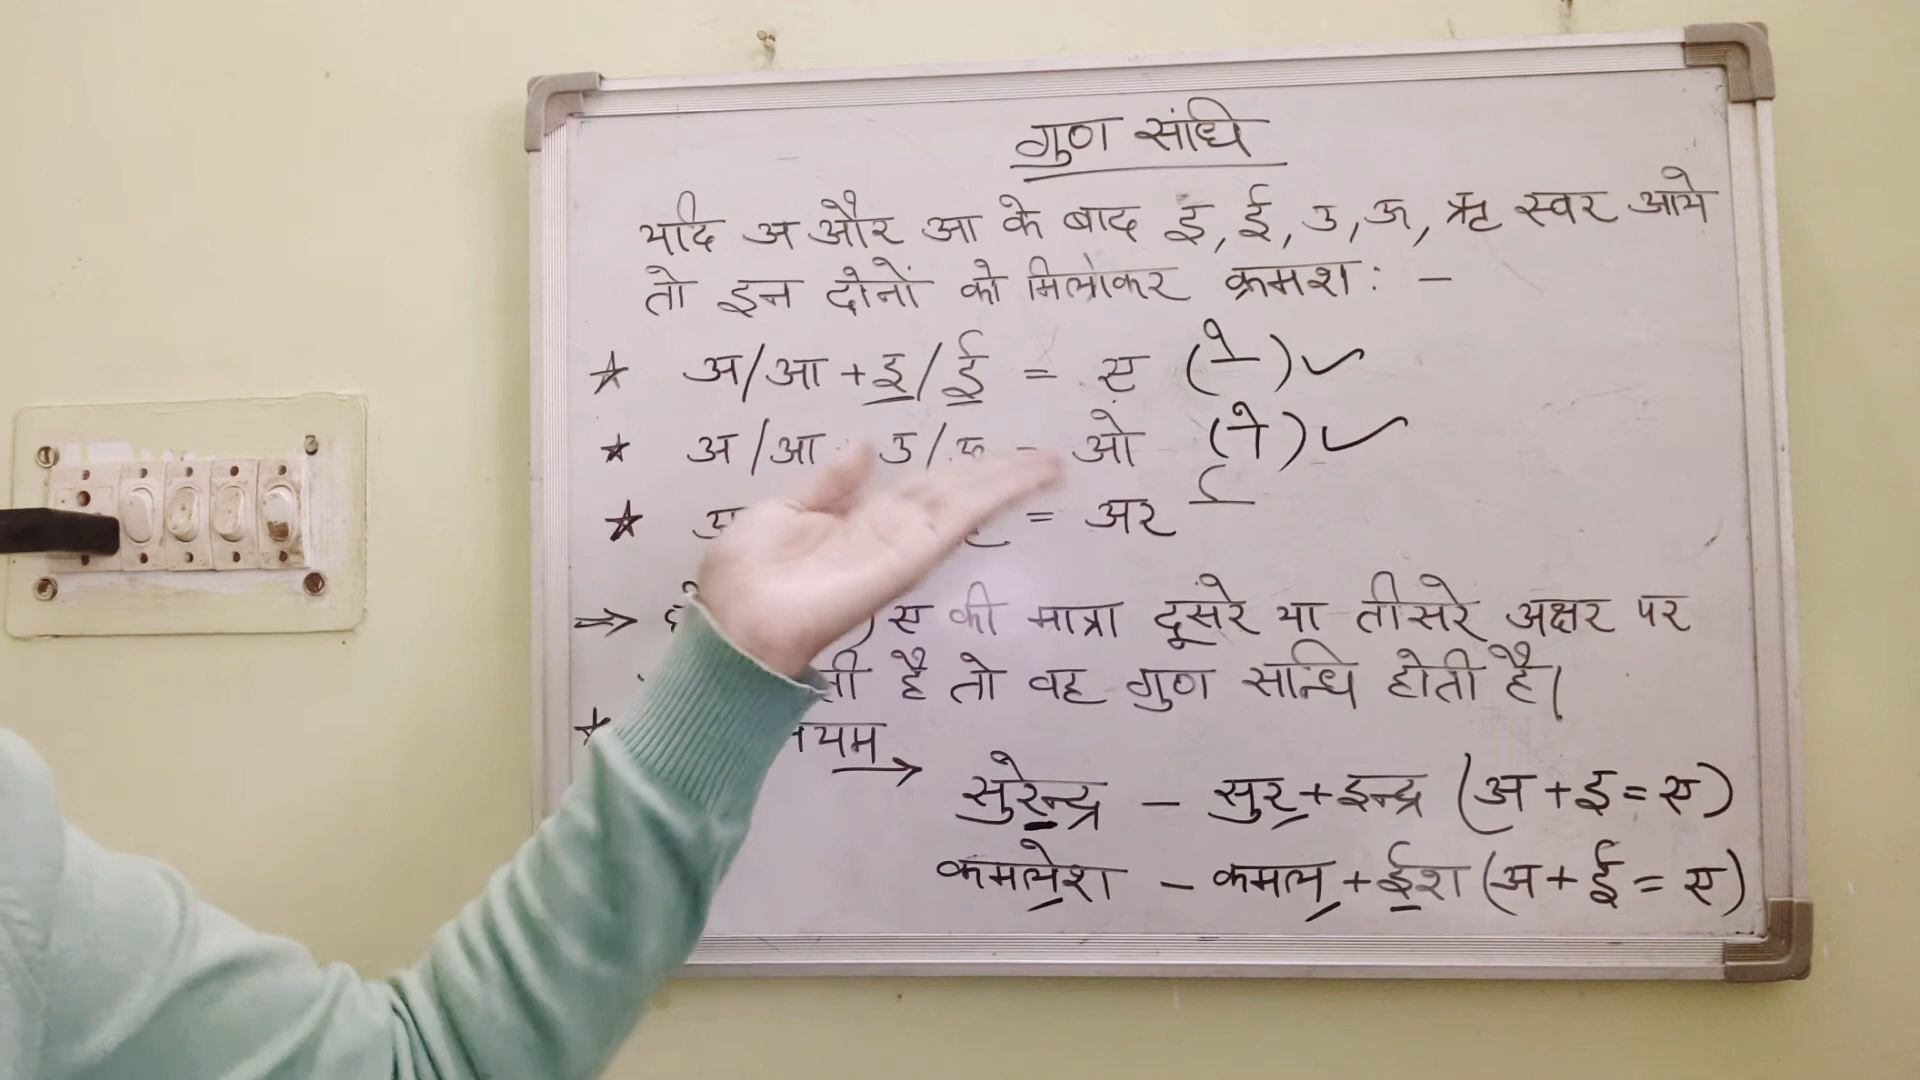 गुण संधि
यदि अ और आ के बाद इ, ई, उ, ऊ, ऋ स्वर आये
तो इन दोनों को मिलाकर क्रमश: –
★ अ/आ + इ/ई = ए (े) ✓
★ अ/आ उ/ऊ = ओ (ो) ✓
★ = अर र्
⇒ ए की मात्रा दूसरे या तीसरे अक्षर पर
है तो वह गुण सन्धि होती है।
★ →
सुरेन्द्र – सुर + इन्द्र (अ + इ = ए)
कमलेश – कमल + ईश (अ + ई = ए)